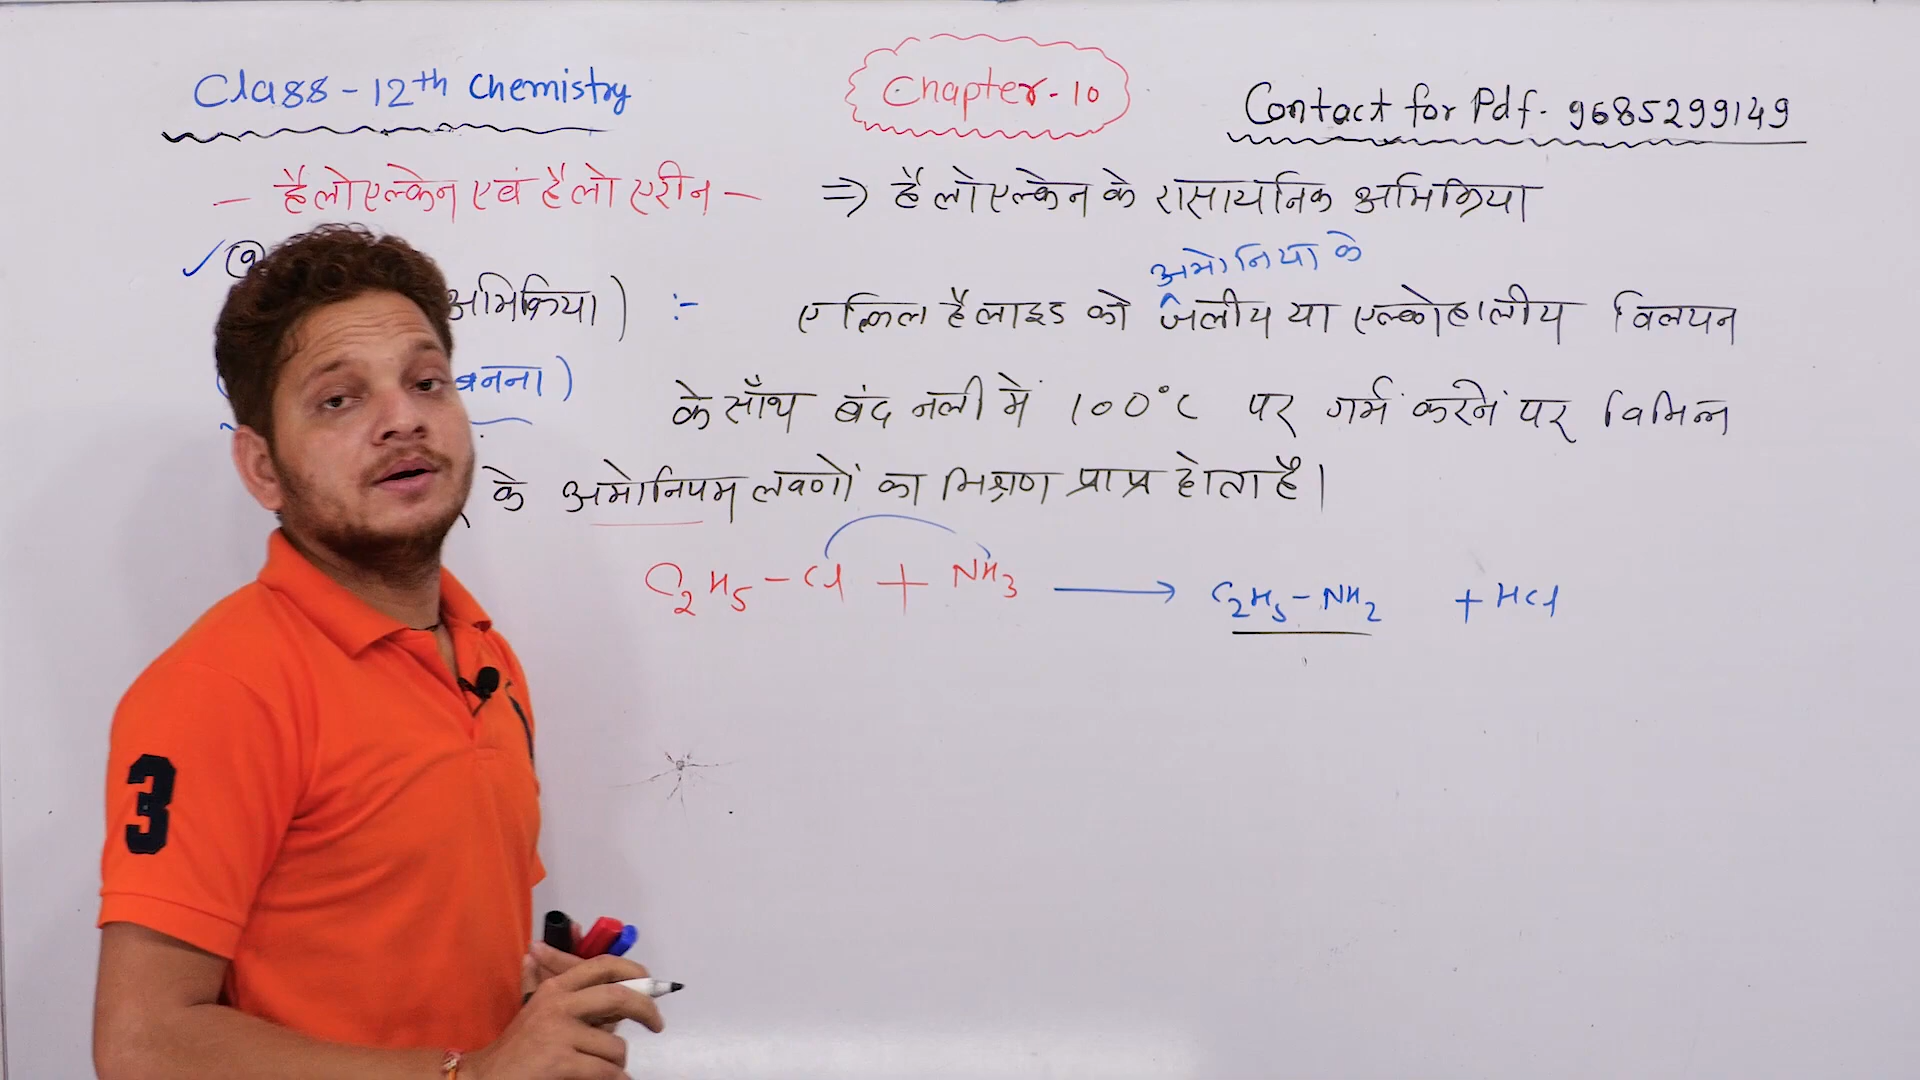 Class - 12th Chemistry
Chapter - 10
Contact for Pdf. 9685299149
- हैलोएल्केन एवं हैलो एरीन -
⇒ हैलोएल्केन के रासायनिक अभिक्रिया
अमोनिया के
अभिक्रिया) :- एल्किल हैलाइड को जलीय या एल्कोहालीय विलयन
बनना) के साँथ बंद नली में 100°C पर गर्म करनें पर विभिन्न
के अमोनियम लवणों का मिश्रण प्राप्त होता है।
C₂H₅ - Cl + NH₃ ⟶ C₂H₅ - NH₂ + HCl
3